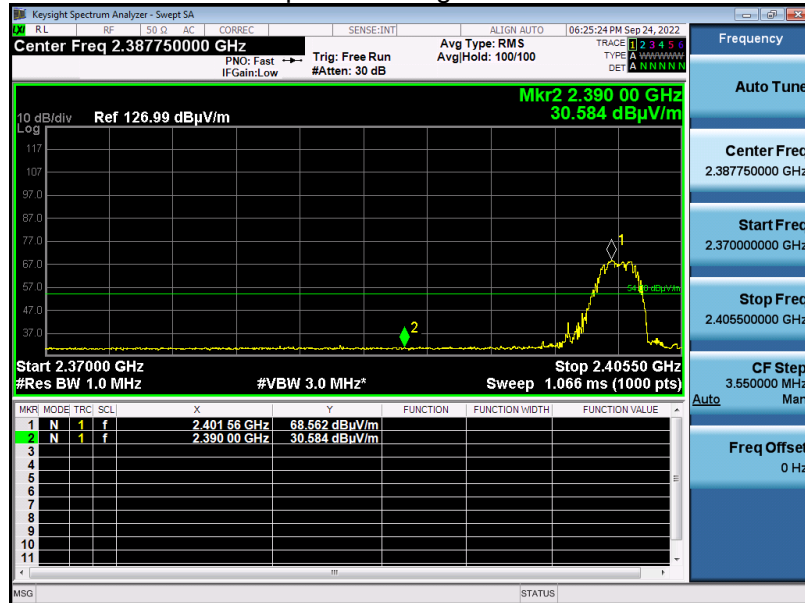 Keysight Spectrum Analyzer - Swept SA
RL RF 50 Ω AC CORREC SENSE:INT ALIGN AUTO 06:25:24 PM Sep 24, 2022
Center Freq 2.387750000 GHz
PNO: Fast
IFGain:Low
Trig: Free Run
#Atten: 30 dB
Avg Type: RMS
Avg|Hold: 100/100
TRACE 1 2 3 4 5 6
TYPE A WWWWW
DET A N N N N N
Mkr2 2.390 00 GHz
30.584 dBµV/m
10 dB/div Ref 126.99 dBµV/m
Log
117
107
97.0
87.0
77.0
67.0
57.0
47.0
37.0
1
2
Start 2.37000 GHz Stop 2.40550 GHz
#Res BW 1.0 MHz #VBW 3.0 MHz* Sweep 1.066 ms (1000 pts)
MKR MODE TRC SCL X Y FUNCTION FUNCTION WIDTH FUNCTION VALUE
1 N 1 f 2.401 56 GHz 68.562 dBµV/m
2 N 1 f 2.390 00 GHz 30.584 dBµV/m
3
4
5
6
7
8
9
10
11
MSG STATUS
Frequency
Auto Tune
Center Freq
2.387750000 GHz
Start Freq
2.370000000 GHz
Stop Freq
2.405500000 GHz
CF Step
3.550000 MHz
Auto Man
Freq Offset
0 Hz